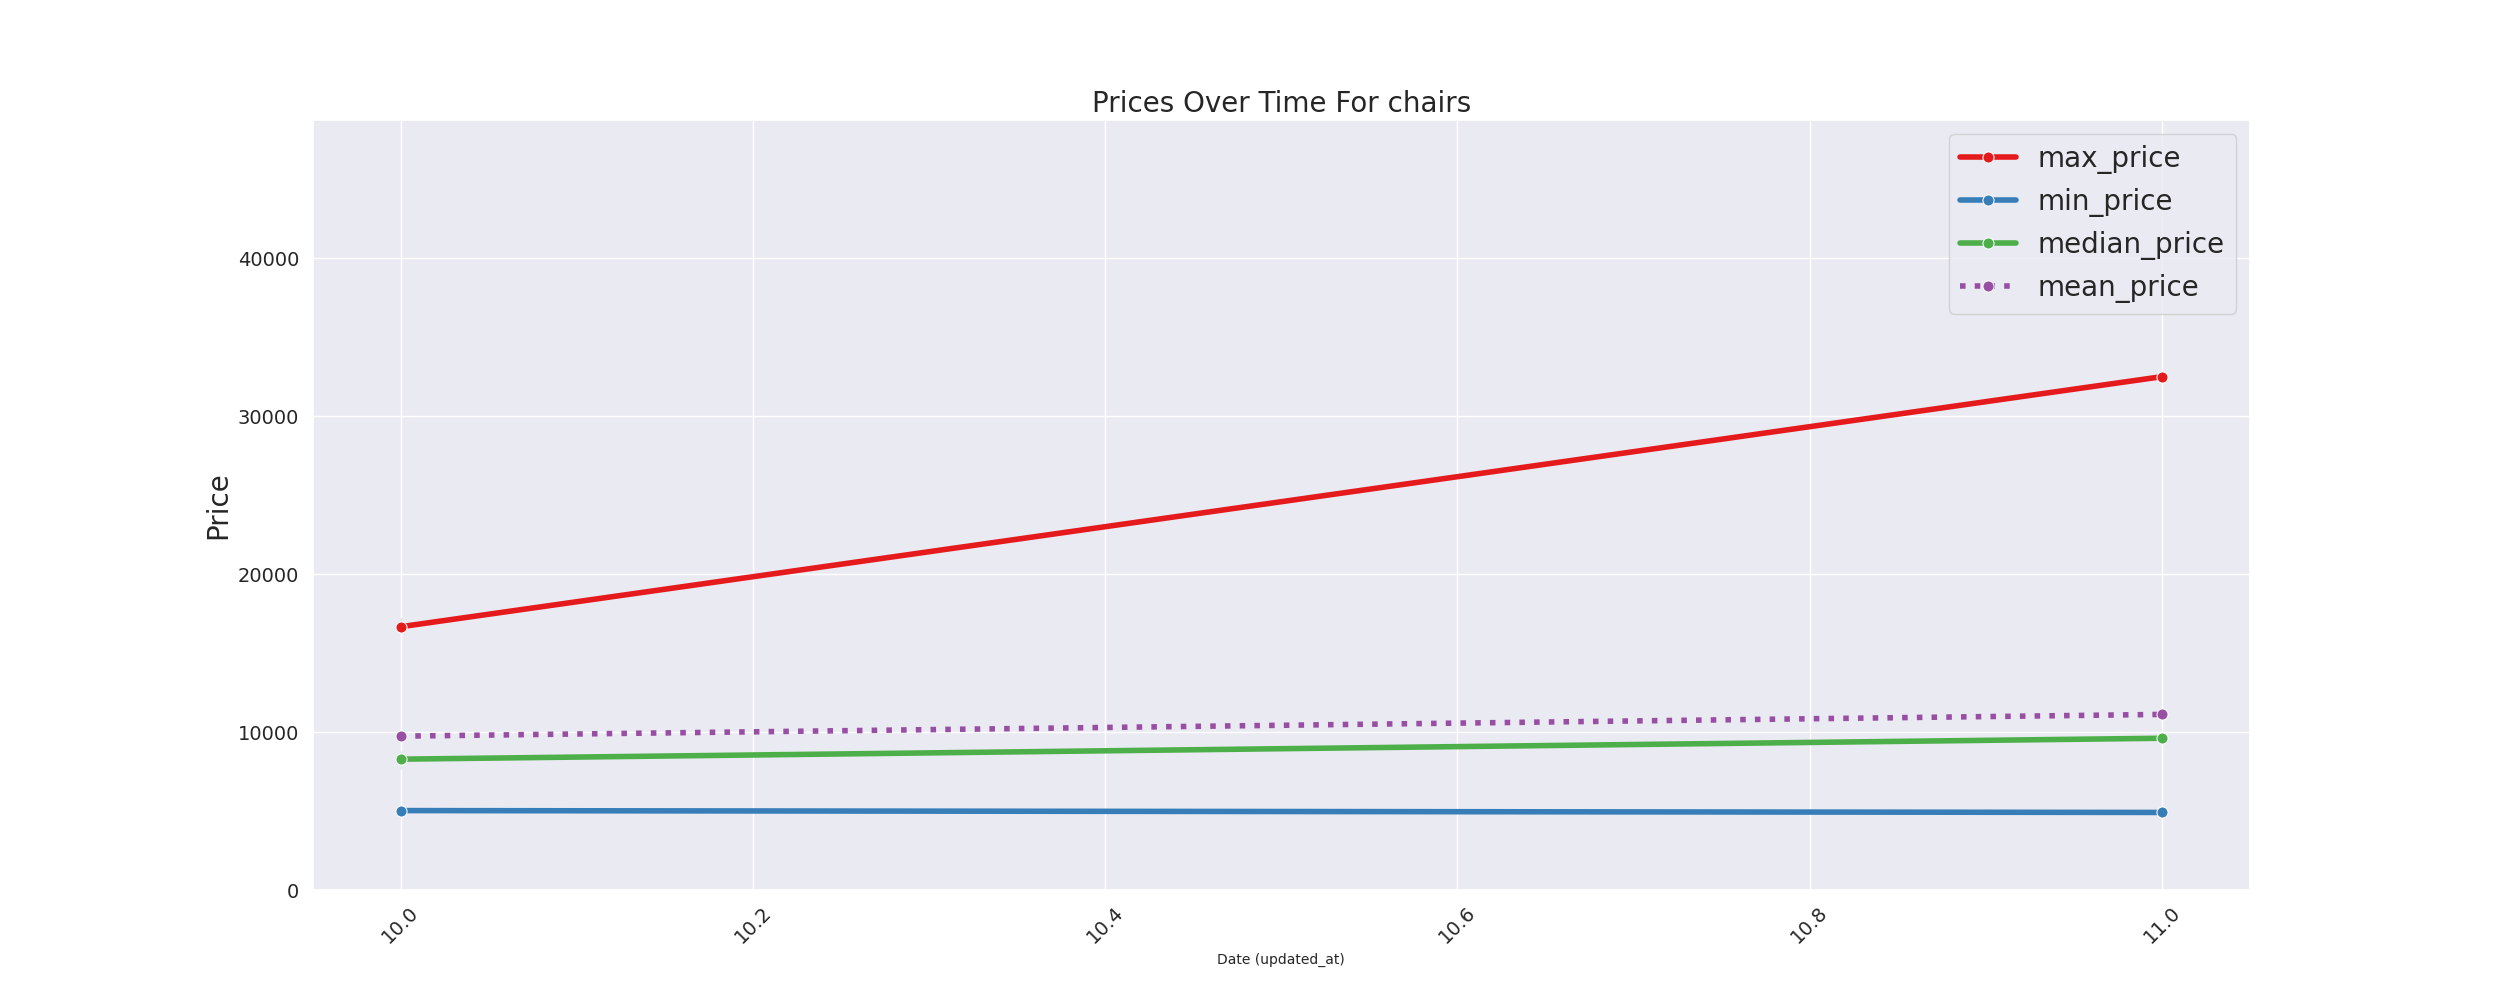 Prices Over Time For chairs
max_price
min_price
median_price
mean_price
40000
30000
20000
10000
0
Price
10.0 10.2 10.4 10.6 10.8 11.0
Date (updated_at)